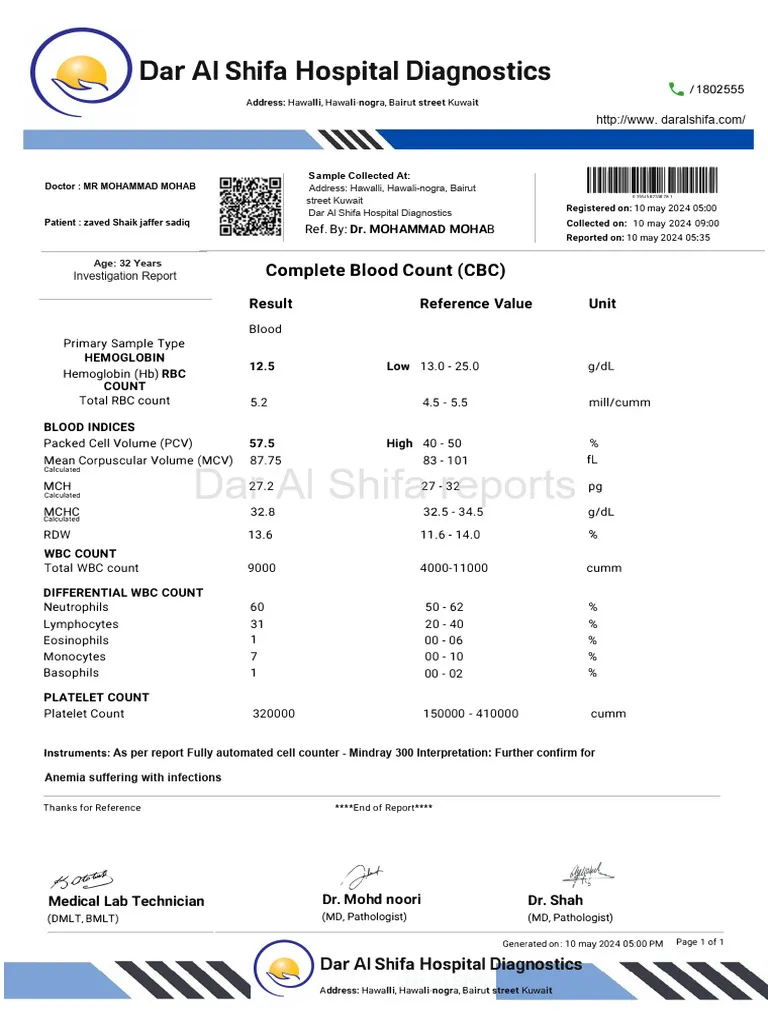 Dar Al Shifa Hospital Diagnostics
Address: Hawalli, Hawali-nogra, Bairut street Kuwait
/ 1802555
http://www. daralshifa.com/
Doctor : MR MOHAMMAD MOHAB
Patient : zaved Shaik jaffer sadiq
Sample Collected At:
Address: Hawalli, Hawali-nogra, Bairut
street Kuwait
Dar Al Shifa Hospital Diagnostics
Ref. By: Dr. MOHAMMAD MOHAB
Registered on: 10 may 2024 05:00
Collected on: 10 may 2024 09:00
Reported on: 10 may 2024 05:35
Age: 32 Years
Investigation Report
Complete Blood Count (CBC)
Result Reference Value Unit
Blood
Primary Sample Type
HEMOGLOBIN
Hemoglobin (Hb) RBC 12.5 Low 13.0 - 25.0 g/dL
COUNT
Total RBC count 5.2 4.5 - 5.5 mill/cumm
BLOOD INDICES
Packed Cell Volume (PCV) 57.5 High 40 - 50 %
Mean Corpuscular Volume (MCV) 87.75 83 - 101 fL
Calculated
Dar Al Shifa reports
MCH 27.2 27 - 32 pg
Calculated
MCHC 32.8 32.5 - 34.5 g/dL
Calculated
RDW 13.6 11.6 - 14.0 %
WBC COUNT
Total WBC count 9000 4000-11000 cumm
DIFFERENTIAL WBC COUNT
Neutrophils 60 50 - 62 %
Lymphocytes 31 20 - 40 %
Eosinophils 1 00 - 06 %
Monocytes 7 00 - 10 %
Basophils 1 00 - 02 %
PLATELET COUNT
Platelet Count 320000 150000 - 410000 cumm
Instruments: As per report Fully automated cell counter - Mindray 300 Interpretation: Further confirm for
Anemia suffering with infections
Thanks for Reference ****End of Report****
Medical Lab Technician
(DMLT, BMLT)
Dr. Mohd noori
(MD, Pathologist)
Dr. Shah
(MD, Pathologist)
Generated on : 10 may 2024 05:00 PM Page 1 of 1
Dar Al Shifa Hospital Diagnostics
Address: Hawalli, Hawali-nogra, Bairut street Kuwait